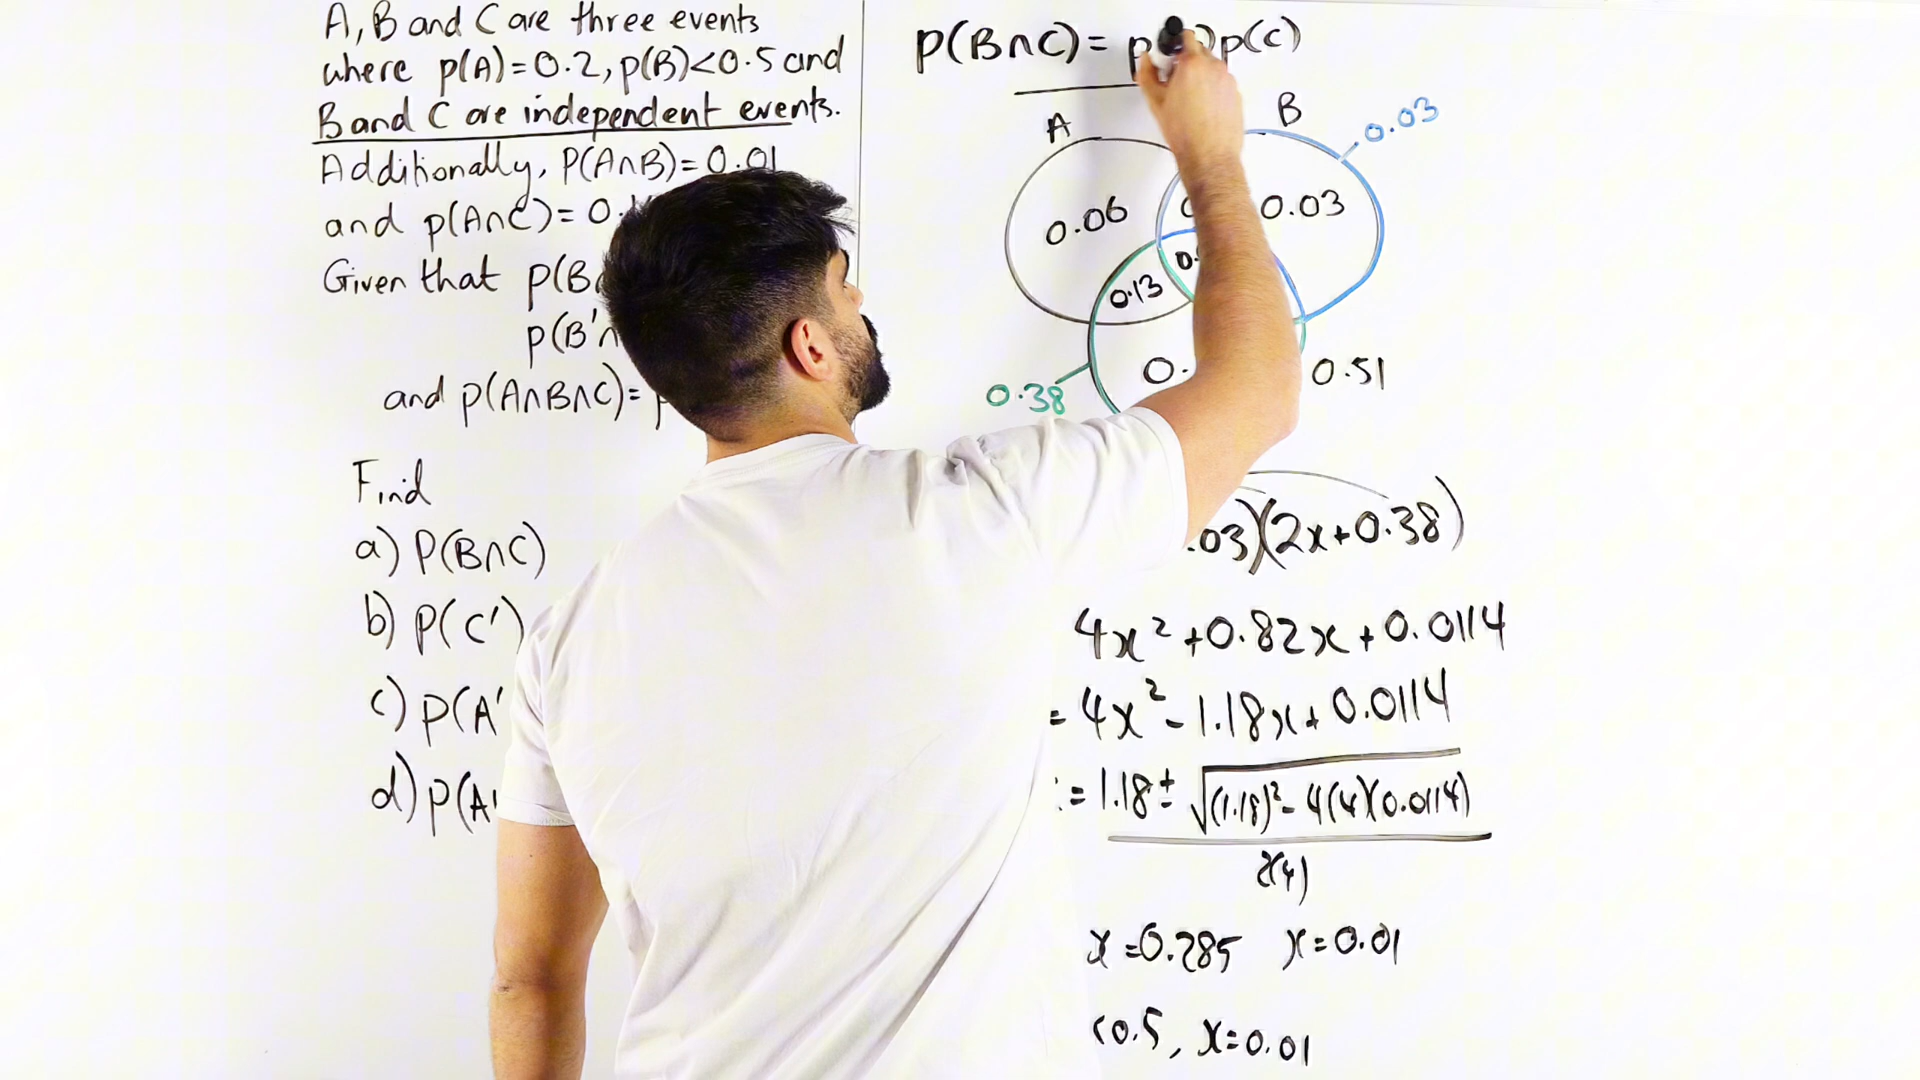 A, B and C are three events
where p(A)=0.2, p(B)<0.5 and
B and C are independent events.
Additionally, P(A∩B)=0.01
and p(A∩C)= 0.
Given that p(B
p(B'∩
and p(A∩B∩C)=
Find
a) P(B∩C)
b) p(C')
c) p(A'
d) p(A'
p(B∩C)= p( )p(C)
A
B
0.03
0.06
0.03
0.13
0.
0.51
0.38
.03)(2x+0.38)
4x²+0.82x+0.0114
= 4x²-1.18x+0.0114
= 1.18 ± √(1.18)²-4(4)(0.0114)
2(4)
x=0.285 x=0.01
<0.5, x=0.01